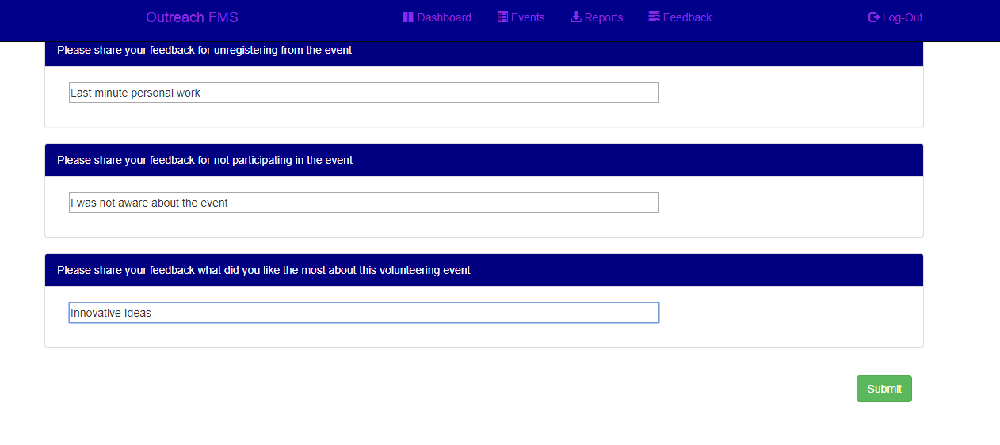 Outreach FMS Dashboard Events Reports Feedback Log-Out
Please share your feedback for unregistering from the event
Last minute personal work
Please share your feedback for not participating in the event
I was not aware about the event
Please share your feedback what did you like the most about this volunteering event
Innovative Ideas
Submit